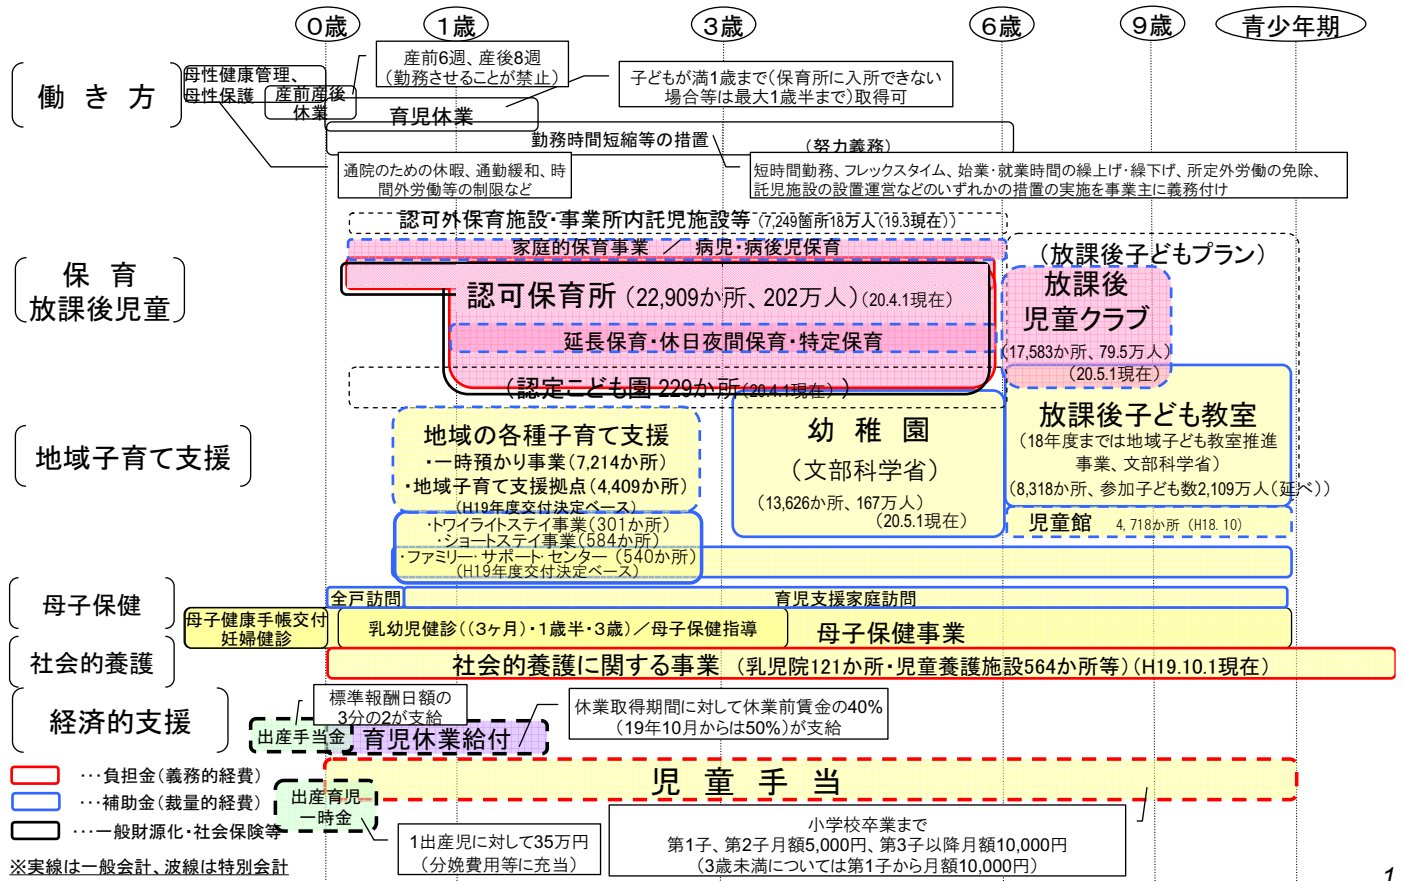 0歳
1歳
3歳
6歳
9歳
青少年期
働き方
母性健康管理、
母性保護
産前産後
休業
産前6週、産後8週
(勤務させることが禁止)
子どもが満1歳まで(保育所に入所できない
場合等は最大1歳半まで)取得可
育児休業
勤務時間短縮等の措置
(努力義務)
通院のための休暇、通勤緩和、時
間外労働等の制限など
短時間勤務、フレックスタイム、始業・就業時間の繰上げ・繰下げ、所定外労働の免除、
託児施設の設置運営などのいずれかの措置の実施を事業主に義務付け
保育
放課後児童
認可外保育施設・事業所内託児施設等(7,249箇所18万人(19.3現在))
家庭的保育事業 / 病児・病後児保育
認可保育所(22,909か所、202万人)(20.4.1現在)
延長保育・休日夜間保育・特定保育
(認定こども園 229か所(20.4.1現在))
(放課後子どもプラン)
放課後
児童クラブ
(17,583か所、79.5万人)
(20.5.1現在)
地域子育て支援
地域の各種子育て支援
・一時預かり事業(7,214か所)
・地域子育て支援拠点(4,409か所)
(H19年度交付決定ベース)
・トワイライトステイ事業(301か所)
・ショートステイ事業(584か所)
・ファミリー・サポート・センター(540か所)
(H19年度交付決定ベース)
幼稚園
(文部科学省)
(13,626か所、167万人)
(20.5.1現在)
放課後子ども教室
(18年度までは地域子ども教室推進
事業、文部科学省)
(8,318か所、参加子ども数2,109万人(延べ))
児童館 4,718か所(H18.10)
母子保健
全戸訪問
育児支援家庭訪問
母子健康手帳交付
妊婦健診
乳幼児健診((3ヶ月)・1歳半・3歳)/母子保健指導
母子保健事業
社会的養護
社会的養護に関する事業(乳児院121か所・児童養護施設564か所等)(H19.10.1現在)
経済的支援
標準報酬日額の
3分の2が支給
出産手当金
育児休業給付
休業取得期間に対して休業前賃金の40%
(19年10月からは50%)が支給
児童手当
出産育児
一時金
1出産児に対して35万円
(分娩費用等に充当)
小学校卒業まで
第1子、第2子月額5,000円、第3子以降月額10,000円
(3歳未満については第1子から月額10,000円)
…負担金(義務的経費)
…補助金(裁量的経費)
…一般財源化・社会保険等
※実線は一般会計、波線は特別会計
1